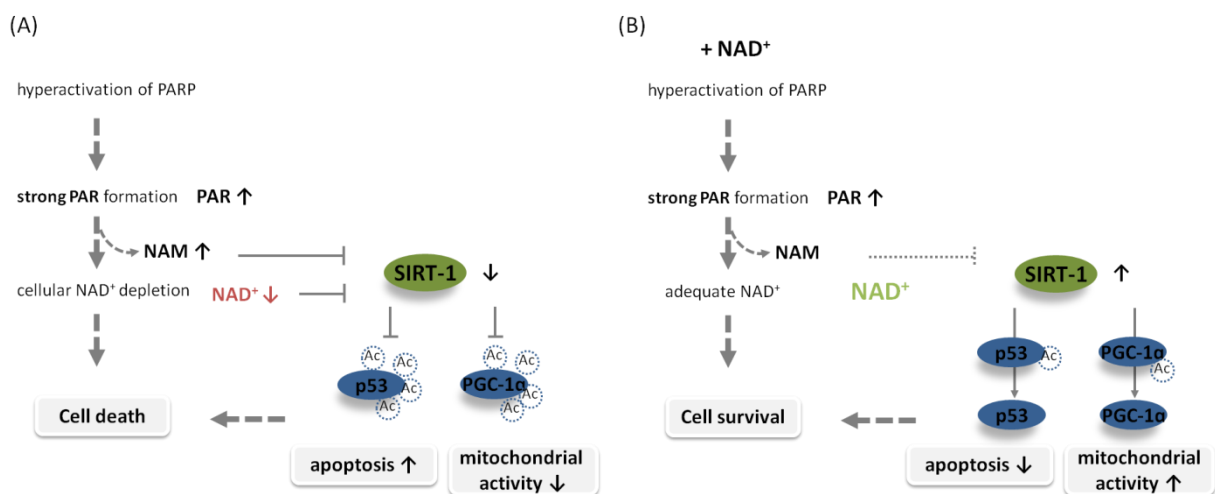 (A)
hyperactivation of PARP
strong PAR formation PAR ↑
NAM ↑
SIRT-1 ↓
cellular NAD⁺ depletion NAD⁺ ↓
Ac Ac
Ac Ac
p53 Ac PGC-1α Ac
Ac Ac
Cell death
apoptosis ↑
mitochondrial
activity ↓
(B)
+ NAD⁺
hyperactivation of PARP
strong PAR formation PAR ↑
NAM
SIRT-1 ↑
adequate NAD⁺ NAD⁺
p53 Ac PGC-1α
Ac
Cell survival
p53 PGC-1α
apoptosis ↓
mitochondrial
activity ↑